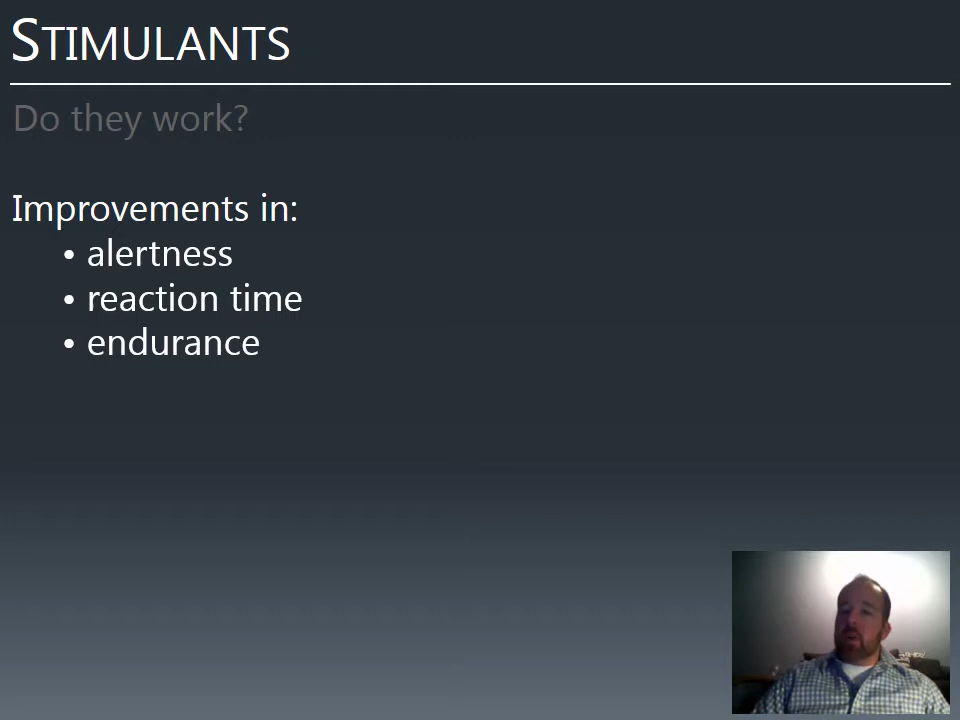 STIMULANTS
Do they work?
Improvements in:
• alertness
• reaction time
• endurance